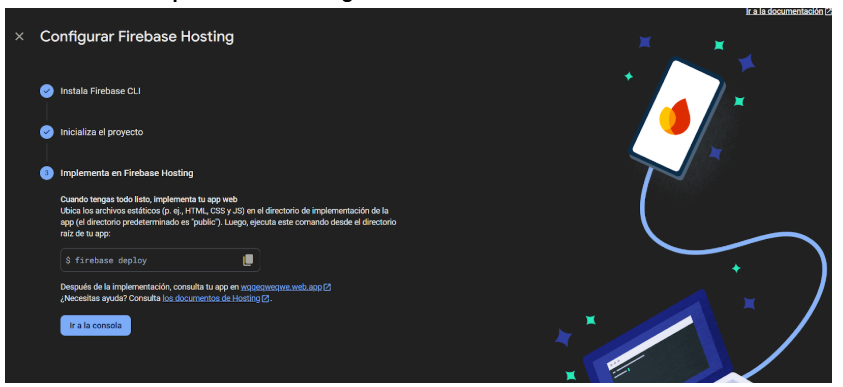 Ir a la documentación
Configurar Firebase Hosting
Instala Firebase CLI
Inicializa el proyecto
3 Implementa en Firebase Hosting
Cuando tengas todo listo, implementa tu app web
Ubica los archivos estáticos (p. ej., HTML, CSS y JS) en el directorio de implementación de la
app (el directorio predeterminado es "public"). Luego, ejecuta este comando desde el directorio
raíz de tu app:
$ firebase deploy
Después de la implementación, consulta tu app en wqqeqweqwe.web.app
¿Necesitas ayuda? Consulta los documentos de Hosting.
Ir a la consola